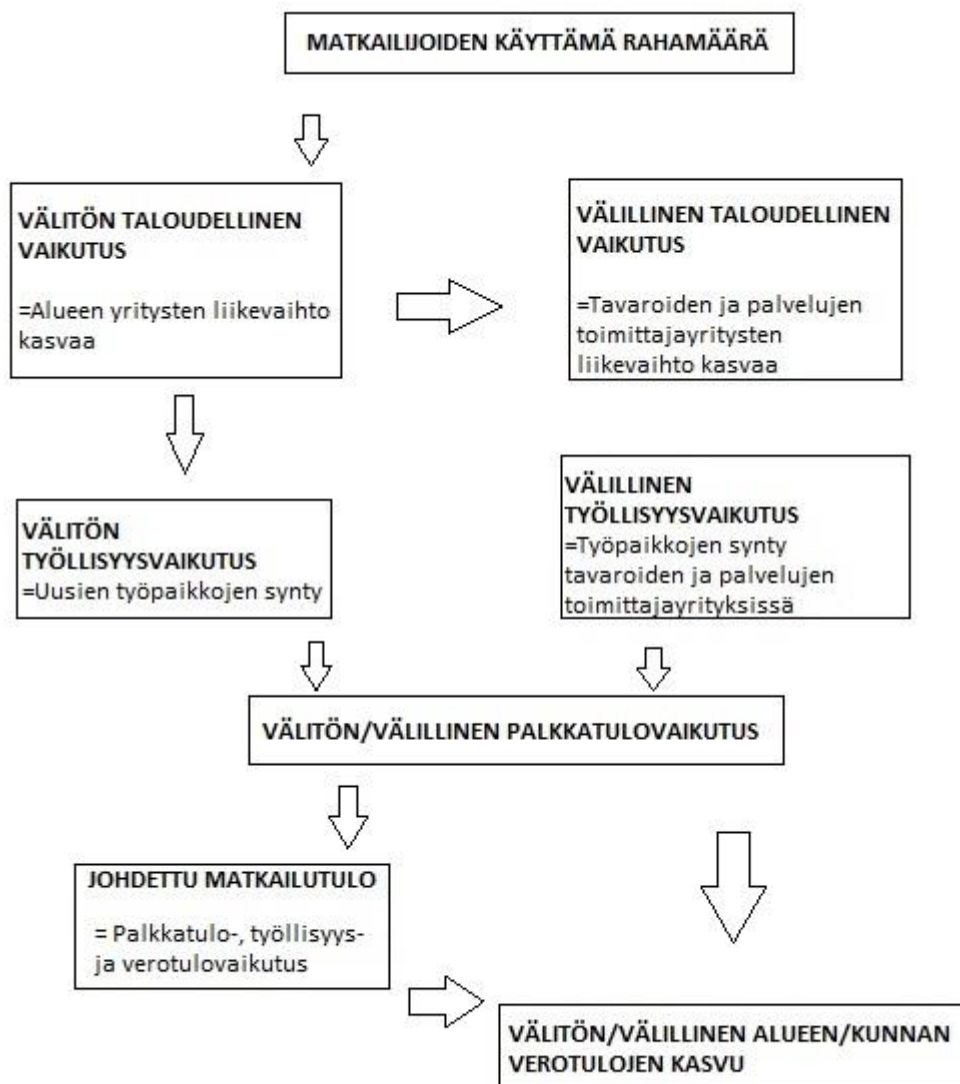 MATKAILIJOIDEN KÄYTTÄMÄ RAHAMÄÄRÄ
VÄLITÖN TALOUDELLINEN
VAIKUTUS
=Alueen yritysten liikevaihto
kasvaa
VÄLILLINEN TALOUDELLINEN
VAIKUTUS
=Tavaroiden ja palvelujen
toimittajayritysten
liikevaihto kasvaa
VÄLITÖN
TYÖLLISYYSVAIKUTUS
=Uusien työpaikkojen synty
VÄLILLINEN
TYÖLLISYYSVAIKUTUS
=Työpaikkojen synty
tavaroiden ja palvelujen
toimittajayrityksissä
VÄLITÖN/VÄLILLINEN PALKKATULOVAIKUTUS
JOHDETTU MATKAILUTULO
= Palkkatulo-, työllisyys-
ja verotulovaikutus
VÄLITÖN/VÄLILLINEN ALUEEN/KUNNAN
VEROTULOJEN KASVU